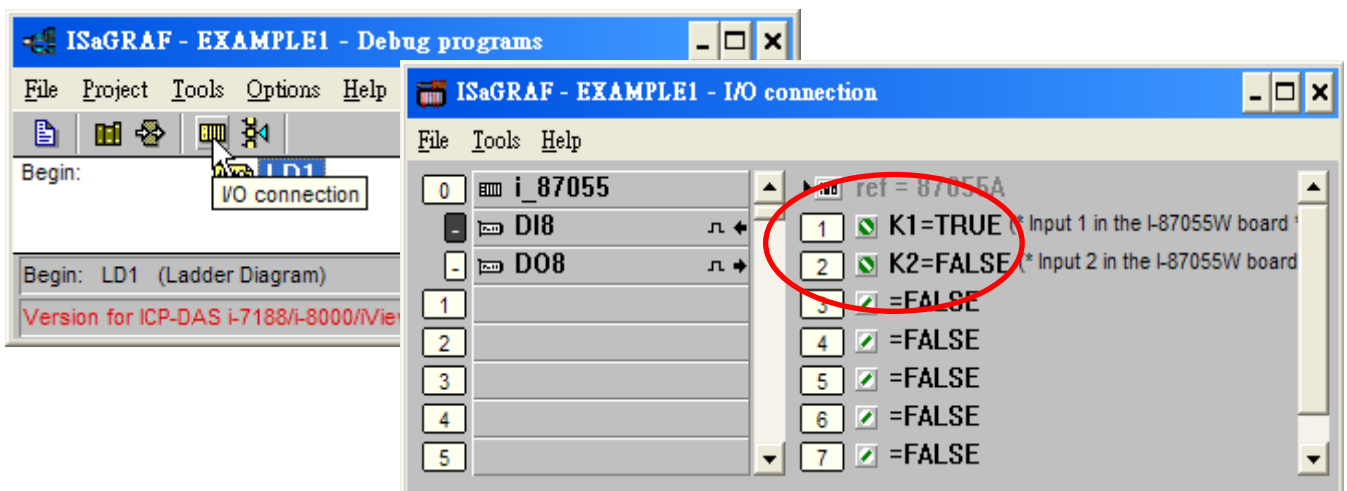 ISaGRAF - EXAMPLE1 - Debug programs
File Project Tools Options Help
Begin: LD1
I/O connection
Begin: LD1 (Ladder Diagram)
Version for ICP-DAS i-7188/i-8000/iVie
ISaGRAF - EXAMPLE1 - I/O connection
File Tools Help
0 i_87055
- DI8
- DO8
1
2
3
4
5
ref = 87055A
1 K1=TRUE (* Input 1 in the I-87055W board *
2 K2=FALSE (* Input 2 in the I-87055W board
3 =FALSE
4 =FALSE
5 =FALSE
6 =FALSE
7 =FALSE